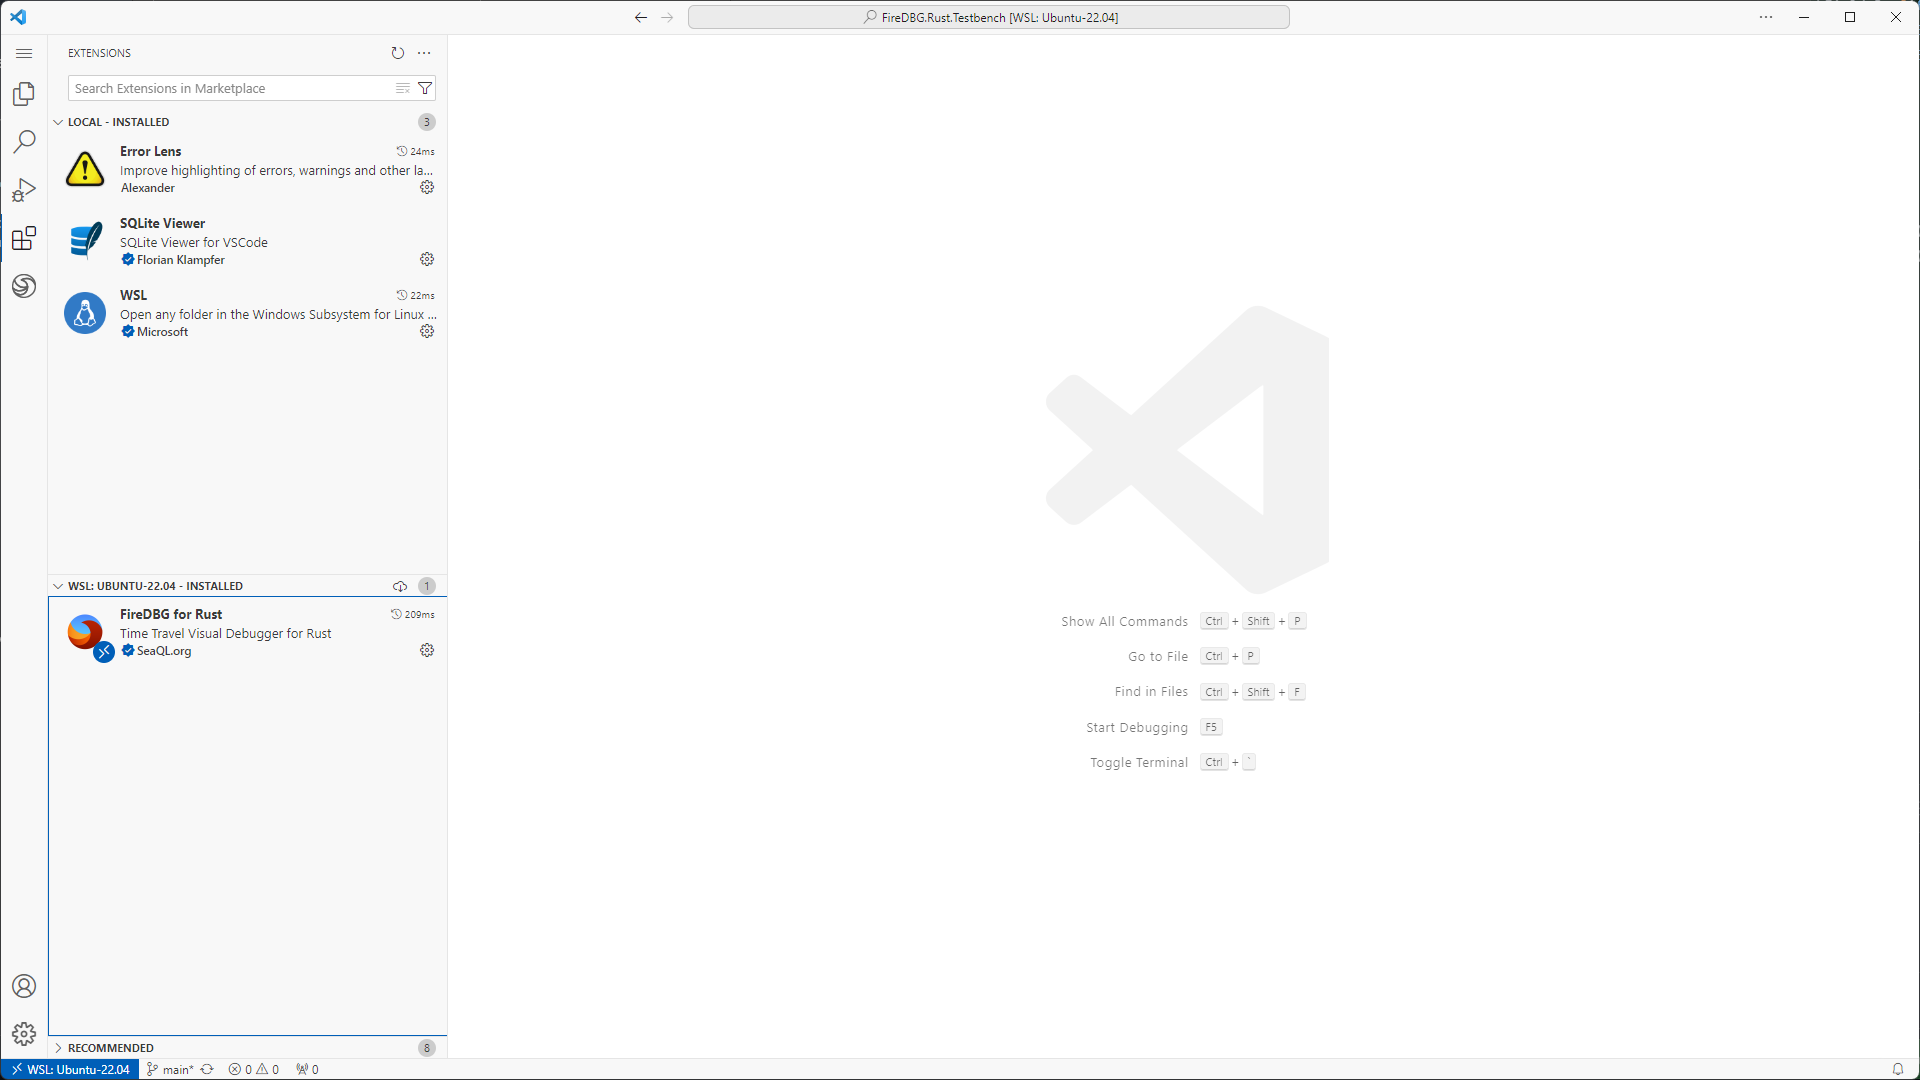 FireDBG.Rust.Testbench [WSL: Ubuntu-22.04]
EXTENSIONS
Search Extensions in Marketplace
LOCAL - INSTALLED 3
Error Lens 24ms
Improve highlighting of errors, warnings and other la...
Alexander
SQLite Viewer
SQLite Viewer for VSCode
Florian Klampfer
WSL 22ms
Open any folder in the Windows Subsystem for Linux ...
Microsoft
WSL: UBUNTU-22.04 - INSTALLED 1
FireDBG for Rust 209ms
Time Travel Visual Debugger for Rust
SeaQL.org
RECOMMENDED 8
Show All Commands Ctrl + Shift + P
Go to File Ctrl + P
Find in Files Ctrl + Shift + F
Start Debugging F5
Toggle Terminal Ctrl + `
WSL: Ubuntu-22.04 main* 0 0 0